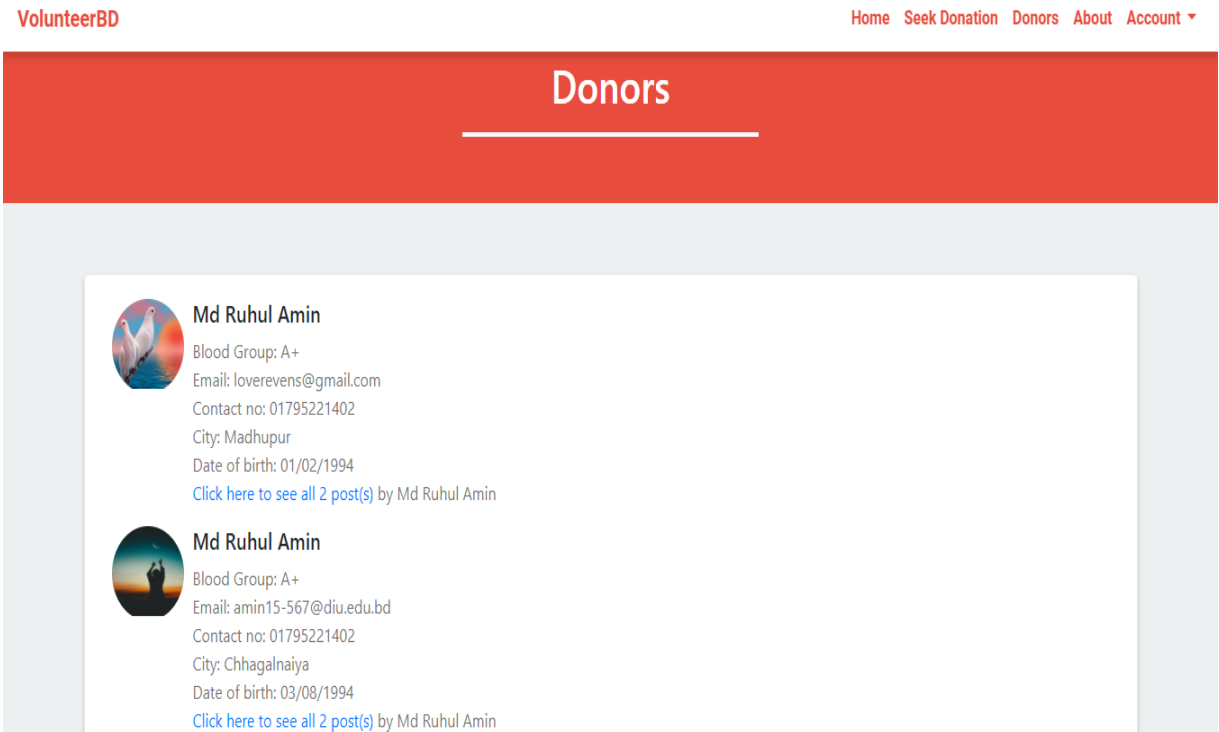 VolunteerBD
Home Seek Donation Donors About Account
Donors
Md Ruhul Amin
Blood Group: A+
Email: loverevens@gmail.com
Contact no: 01795221402
City: Madhupur
Date of birth: 01/02/1994
Click here to see all 2 post(s) by Md Ruhul Amin
Md Ruhul Amin
Blood Group: A+
Email: amin15-567@diu.edu.bd
Contact no: 01795221402
City: Chhagalnaiya
Date of birth: 03/08/1994
Click here to see all 2 post(s) by Md Ruhul Amin